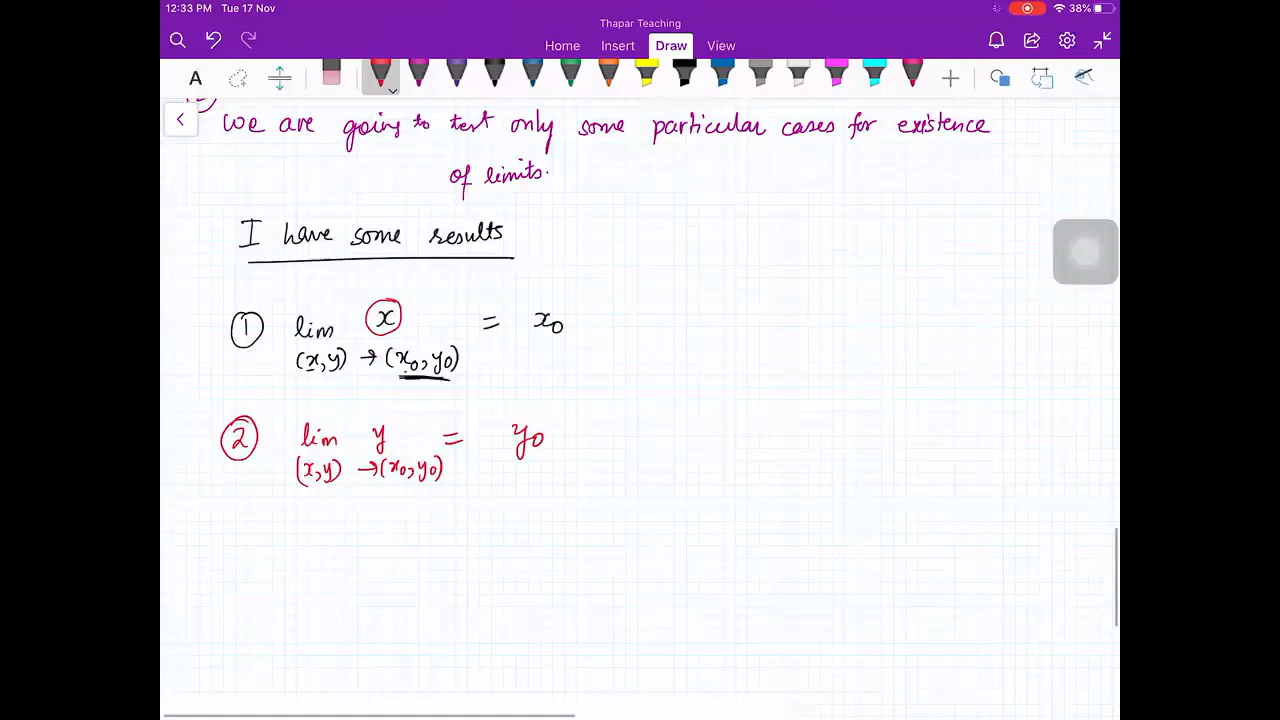 12:33 PM Tue 17 Nov
38%
Thapar Teaching
Home Insert Draw View
A
we are going to test only some particular cases for existence
of limits.
I have some results
① lim x = x₀
(x,y) → (x₀, y₀)
② lim y = y₀
(x,y) → (x₀, y₀)